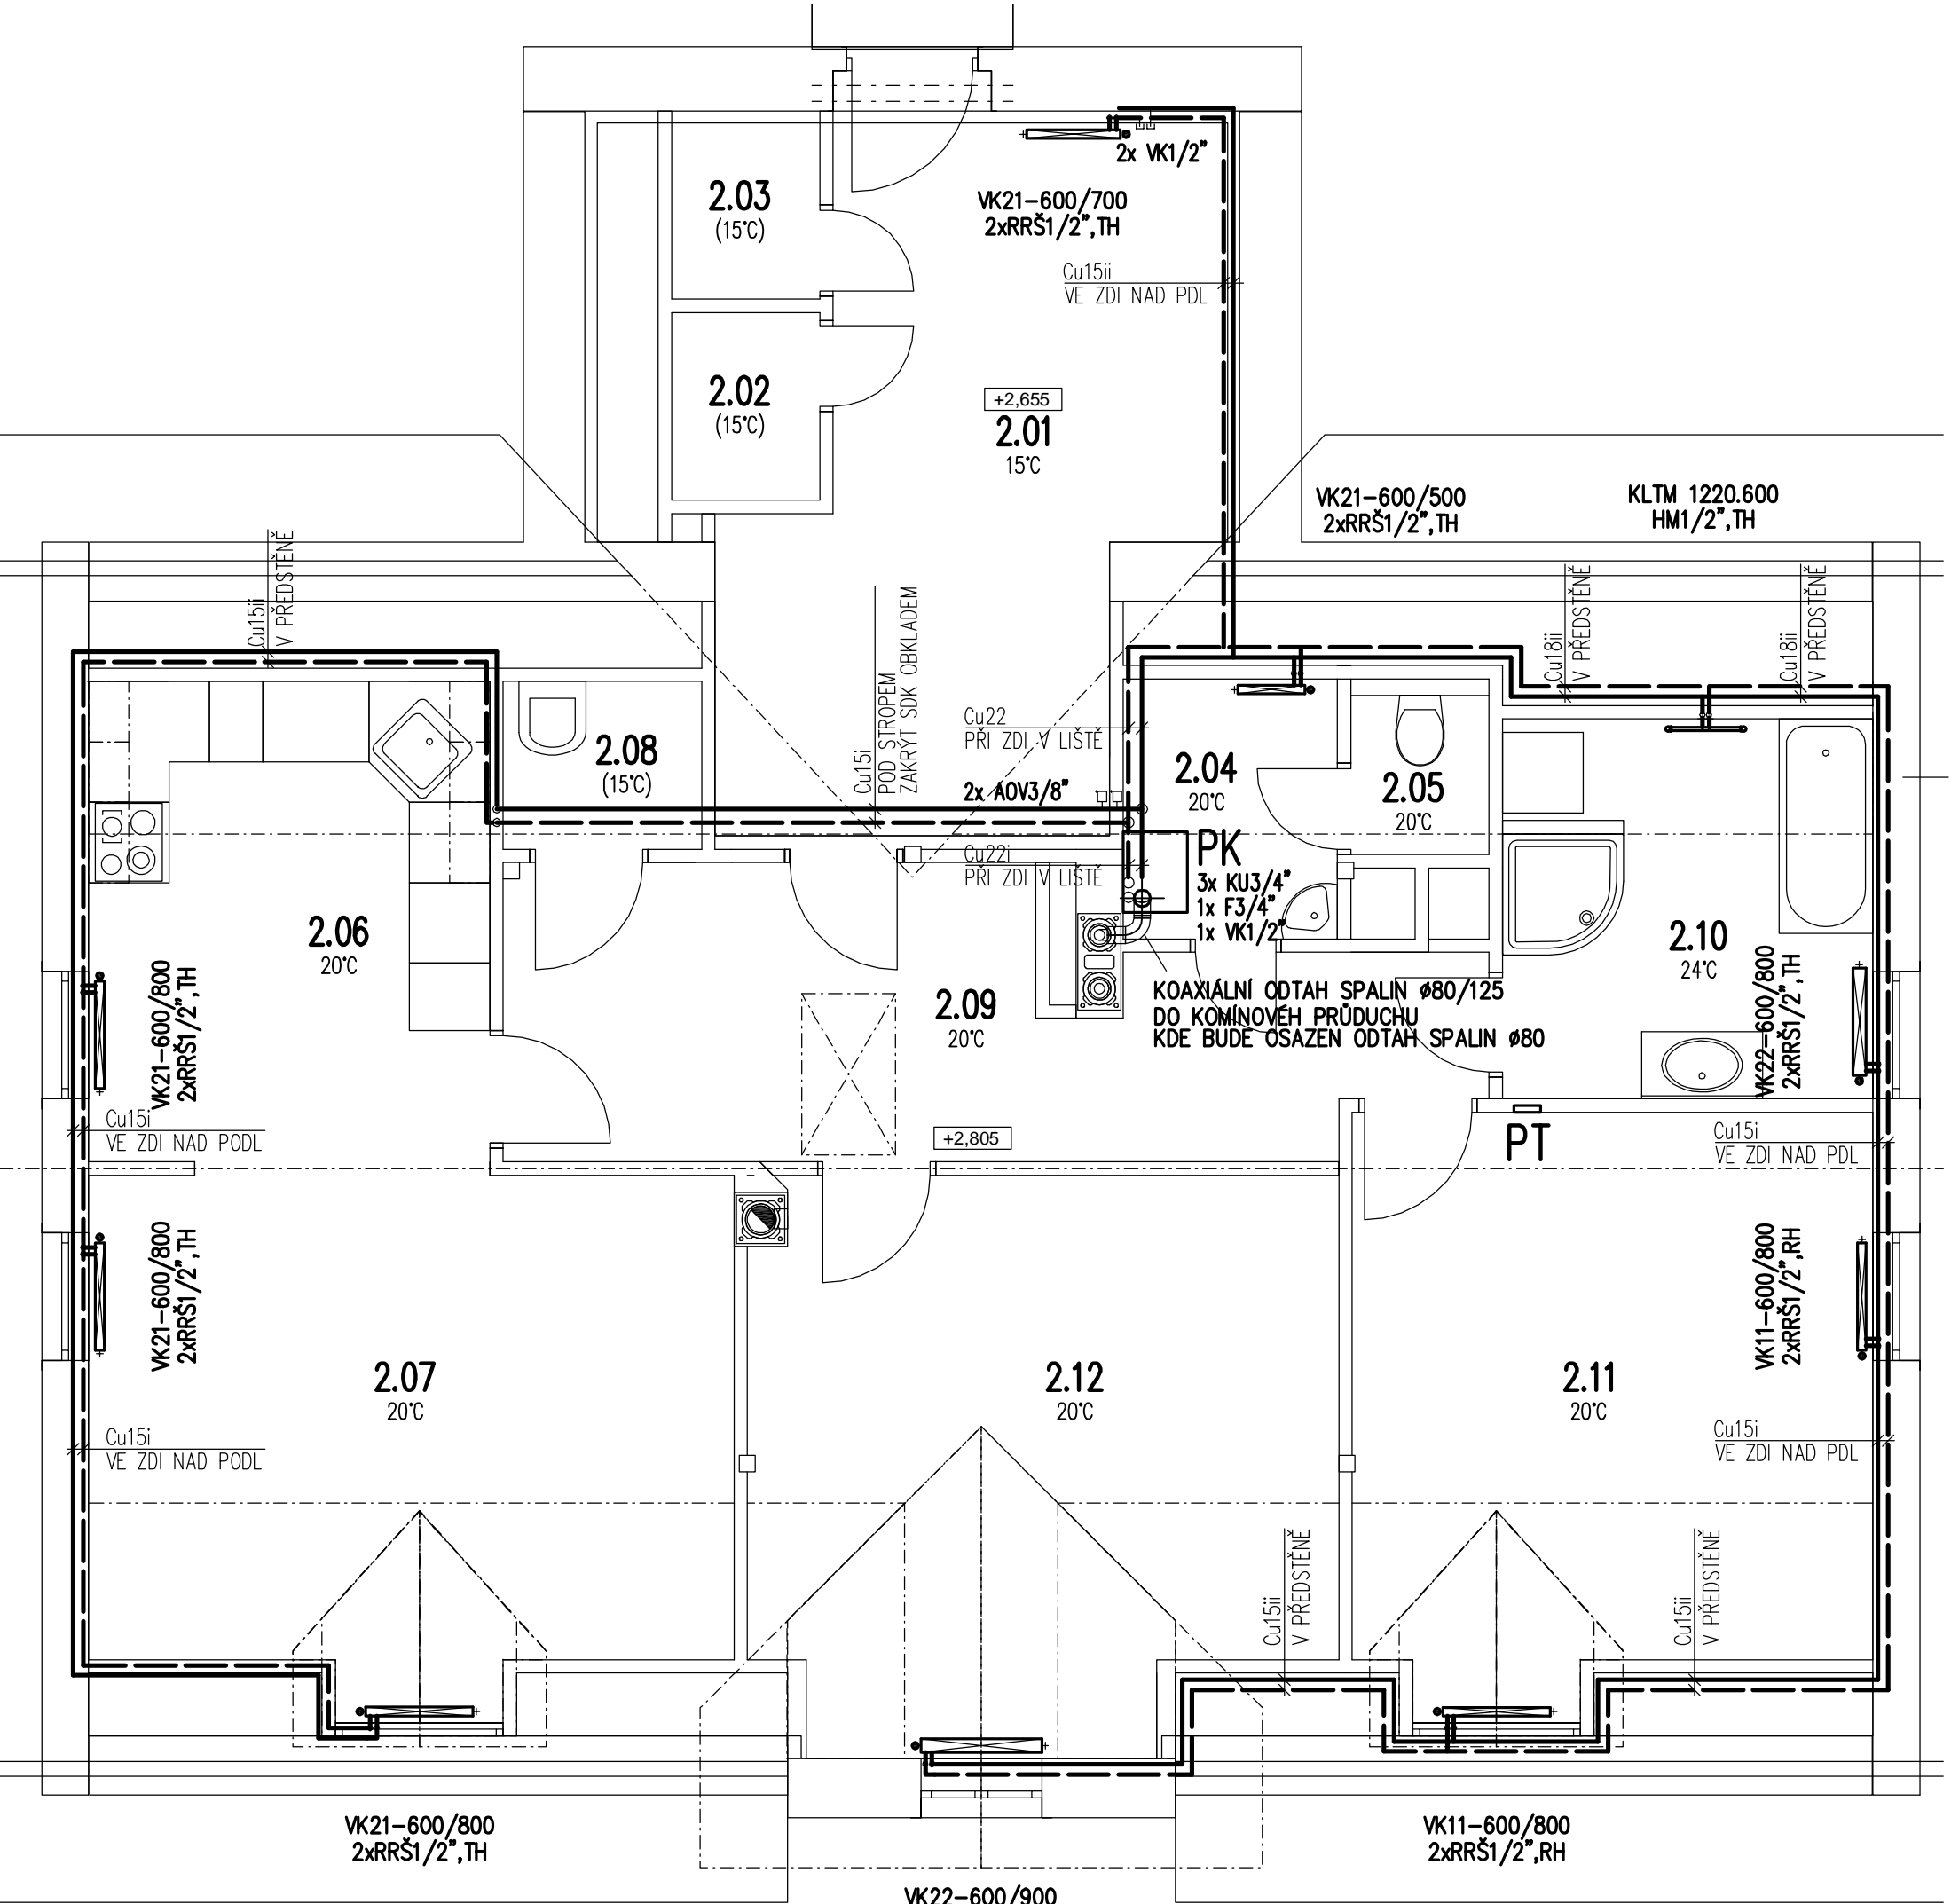 2x VK1/2"
2.03
(15°C)
VK21-600/700
2xRRŠ1/2",TH
Cu15ii
VE ZDI NAD PDL
2.02
(15°C)
+2,655
2.01
15°C
VK21-600/500
2xRRŠ1/2",TH
KLTM 1220.600
HM1/2",TH
Cu15ii
V PŘEDSTĚNĚ
Cu15i
POD STROPEM
ZAKRÝT SDK OBKLADEM
Cu18ii
V PŘEDSTĚNĚ
Cu18ii
V PŘEDSTĚNĚ
Cu22
PŘI ZDI V LIŠTĚ
2.08
(15°C)
2x AOV3/8"
2.04
20°C
2.05
20°C
Cu22i
PŘI ZDI V LIŠTĚ
PK
3x KU3/4"
1x F3/4"
1x VK1/2"
2.06
20°C
2.10
24°C
VK21-600/800
2xRRŠ1/2",TH
2.09
20°C
KOAXIÁLNÍ ODTAH SPALIN ø80/125
DO KOMÍNOVÉH PRŮDUCHU
KDE BUDE OSAZEN ODTAH SPALIN ø80
VK22-600/800
2xRRŠ1/2",TH
Cu15i
VE ZDI NAD PODL
+2,805
PT
Cu15i
VE ZDI NAD PDL
VK21-600/800
2xRRŠ1/2",TH
VK11-600/800
2xRRŠ1/2",RH
2.07
20°C
2.12
20°C
2.11
20°C
Cu15i
VE ZDI NAD PODL
Cu15i
VE ZDI NAD PDL
Cu15ii
V PŘEDSTĚNĚ
Cu15ii
V PŘEDSTĚNĚ
VK21-600/800
2xRRŠ1/2",TH
VK11-600/800
2xRRŠ1/2",RH
VK22-600/900